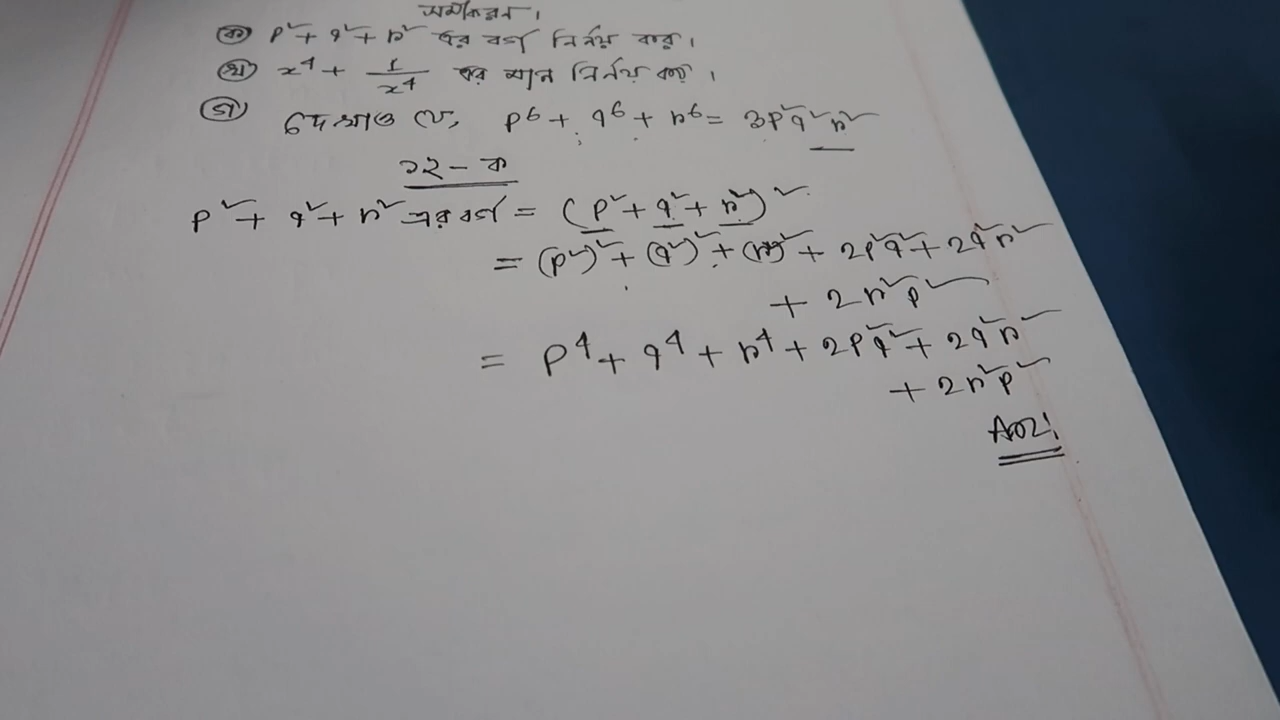 সমীকরণ।
ক) p² + q² + r² এর বর্গ নির্ণয় কর।
খ) x⁴ + 1/x⁴ এর মান নির্ণয় কর।
গ) দেখাও যে, p⁶ + q⁶ + r⁶ = 3p²q²r²
১২ - ক
p² + q² + r² এর বর্গ = (p² + q² + r²)²
= (p²)² + (q²)² + (r²)² + 2p²q² + 2q²r²
+ 2r²p²
= p⁴ + q⁴ + r⁴ + 2p²q² + 2q²r²
+ 2r²p²
Ans: